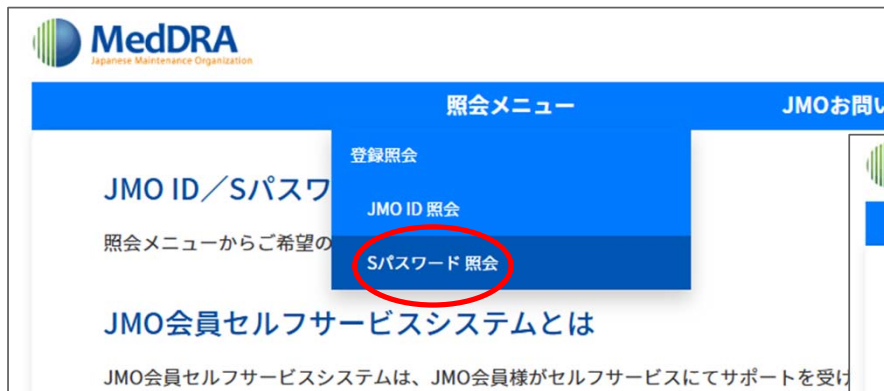 MedDRA
Japanese Maintenance Organization
照会メニュー
JMOお問い
登録照会
JMO ID 照会
Sパスワード 照会
JMO ID／Sパスワ
照会メニューからご希望の
JMO会員セルフサービスシステムとは
JMO会員セルフサービスシステムは、JMO会員様がセルフサービスにてサポートを受け